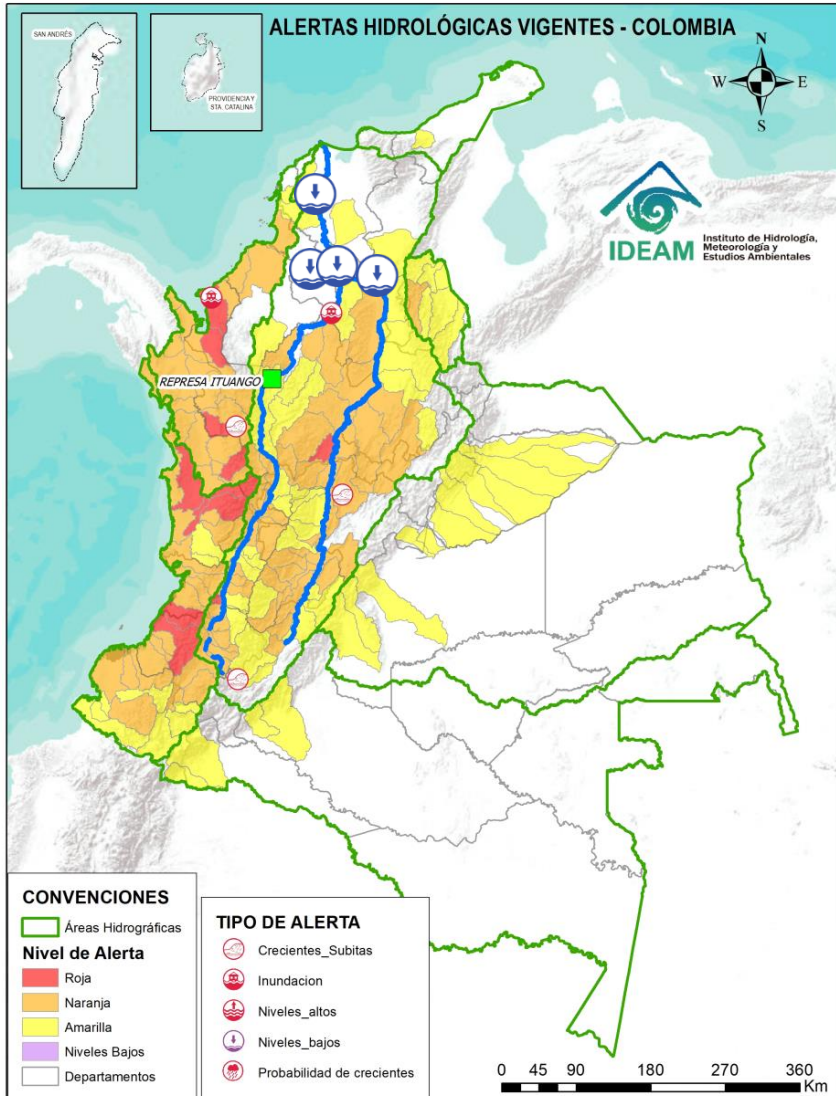 ALERTAS HIDROLÓGICAS VIGENTES - COLOMBIA
SAN ANDRÉS
PROVIDENCIA Y
STA. CATALINA
N
W
E
S
IDEAM
Instituto de Hidrología,
Meteorología y
Estudios Ambientales
REPRESA ITUANGO
CONVENCIONES
Áreas Hidrográficas
Nivel de Alerta
Roja
Naranja
Amarilla
Niveles Bajos
Departamentos
TIPO DE ALERTA
Crecientes_Subitas
Inundacion
Niveles_altos
Niveles_bajos
Probabilidad de crecientes
0 45 90 180 270 360
Km